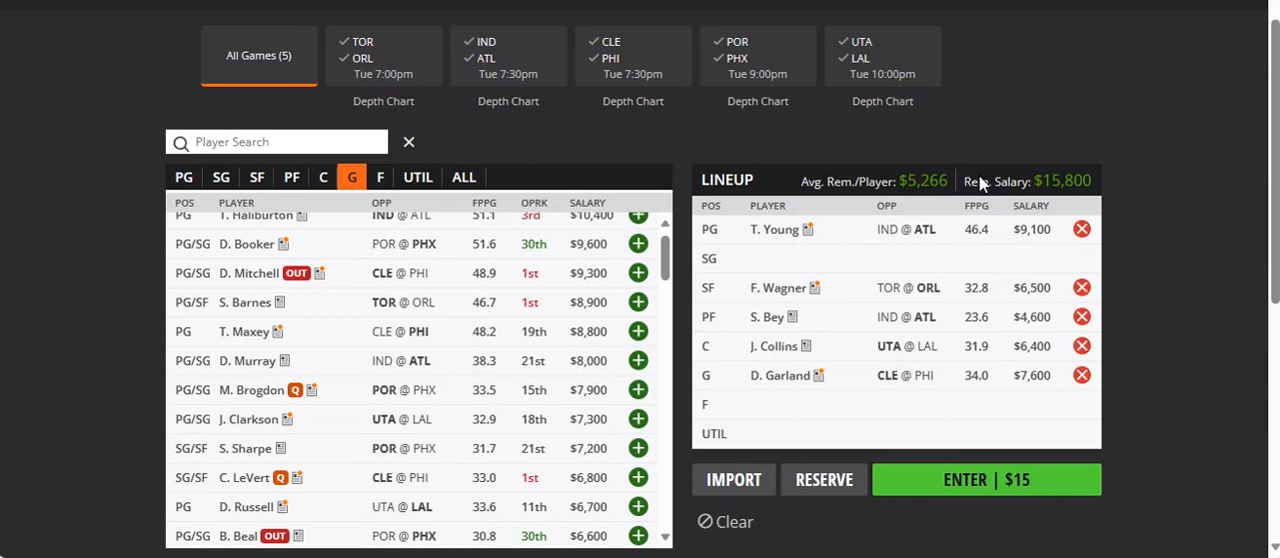 All Games (5)
TOR
ORL
Tue 7:00pm
IND
ATL
Tue 7:30pm
CLE
PHI
Tue 7:30pm
POR
PHX
Tue 9:00pm
UTA
LAL
Tue 10:00pm
Depth Chart Depth Chart Depth Chart Depth Chart Depth Chart
Player Search
PG SG SF PF C G F UTIL ALL
POS PLAYER OPP FPPG OPRK SALARY
PG T. Haliburton IND @ ATL 51.1 3rd $10,400
PG/SG D. Booker POR @ PHX 51.6 30th $9,600
PG/SG D. Mitchell OUT CLE @ PHI 48.9 1st $9,300
PG/SF S. Barnes TOR @ ORL 46.7 1st $8,900
PG T. Maxey CLE @ PHI 48.2 19th $8,800
PG/SG D. Murray IND @ ATL 38.3 21st $8,000
PG/SG M. Brogdon Q POR @ PHX 33.5 15th $7,900
PG/SG J. Clarkson UTA @ LAL 32.9 18th $7,300
SG/SF S. Sharpe POR @ PHX 31.7 21st $7,200
SG/SF C. LeVert Q CLE @ PHI 33.0 1st $6,800
PG D. Russell UTA @ LAL 33.6 11th $6,700
PG/SG B. Beal OUT POR @ PHX 30.8 30th $6,600
LINEUP Avg. Rem./Player: $5,266 Salary: $15,800
POS PLAYER OPP FPPG SALARY
PG T. Young IND @ ATL 46.4 $9,100
SG
SF F. Wagner TOR @ ORL 32.8 $6,500
PF S. Bey IND @ ATL 23.6 $4,600
C J. Collins UTA @ LAL 31.9 $6,400
G D. Garland CLE @ PHI 34.0 $7,600
F
UTIL
IMPORT RESERVE ENTER | $15
Clear